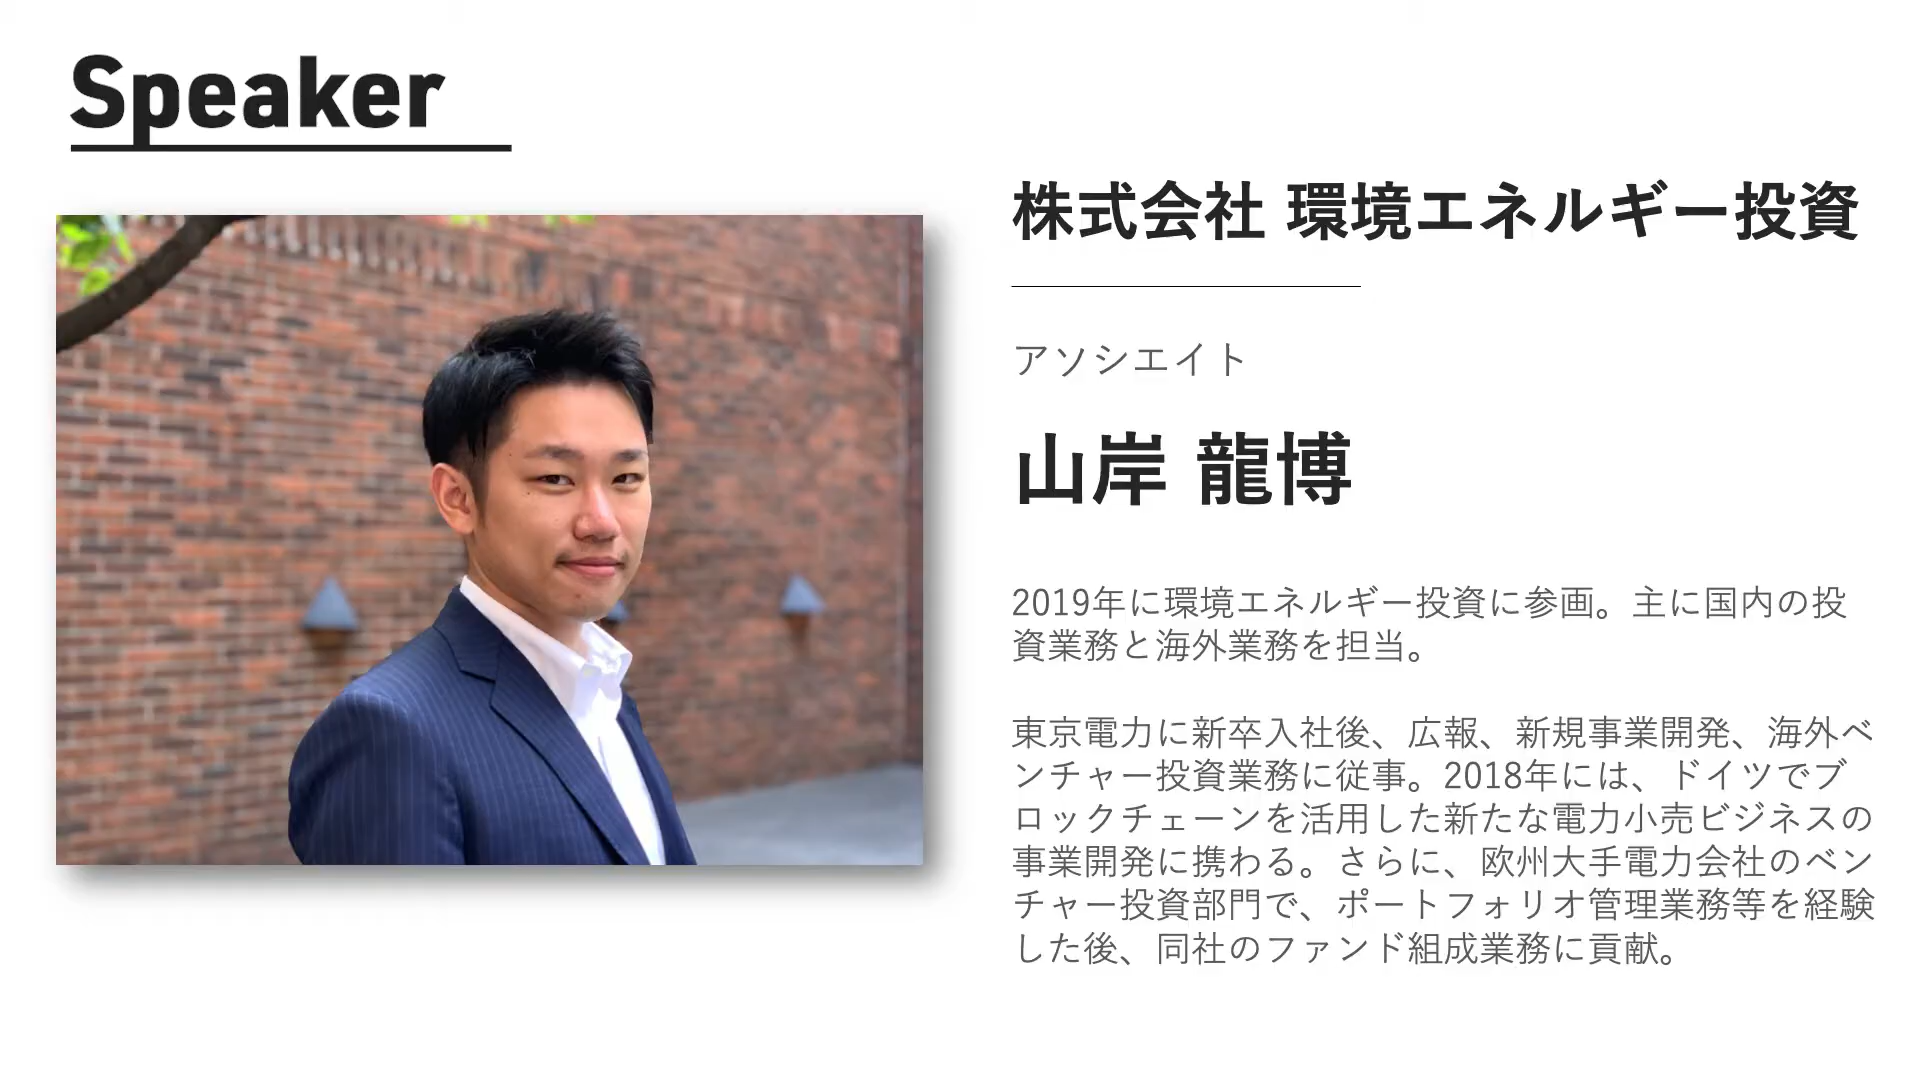 Speaker
株式会社 環境エネルギー投資
アソシエイト
山岸 龍博
2019年に環境エネルギー投資に参画。主に国内の投
資業務と海外業務を担当。
東京電力に新卒入社後、広報、新規事業開発、海外ベ
ンチャー投資業務に従事。2018年には、ドイツでブ
ロックチェーンを活用した新たな電力小売ビジネスの
事業開発に携わる。さらに、欧州大手電力会社のベン
チャー投資部門で、ポートフォリオ管理業務等を経験
した後、同社のファンド組成業務に貢献。